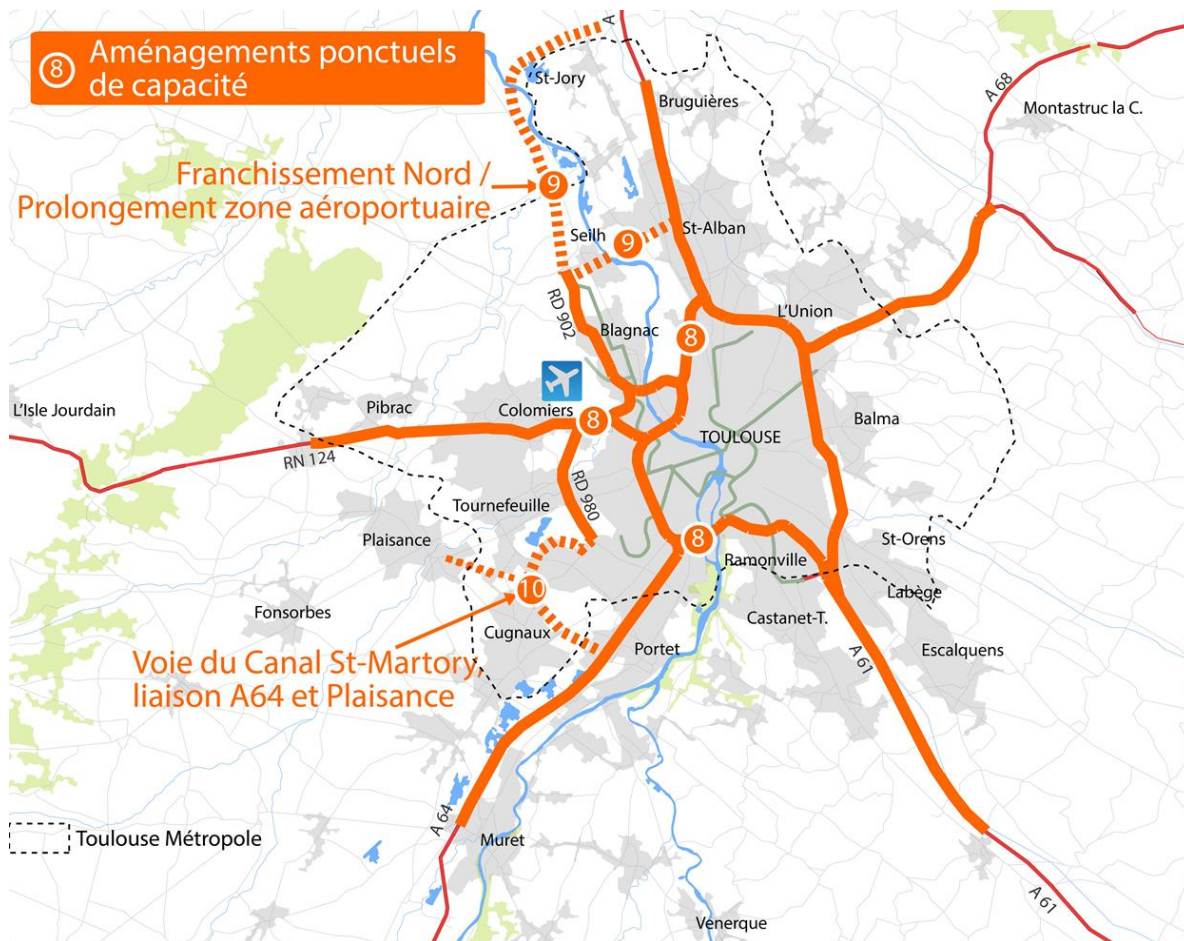 8 Aménagements ponctuels
de capacité
A
St-Jory
Bruguières
A 68
Montastruc la C.
Franchissement Nord /
Prolongement zone aéroportuaire
9
Seilh
9
St-Alban
RD 902
Blagnac
8
L'Union
L'Isle Jourdain
Pibrac
Colomiers
8
Balma
TOULOUSE
RN 124
RD 980
Tournefeuille
Plaisance
8
St-Orens
Ramonville
Labège
10
Fonsorbes
Cugnaux
Castanet-T.
Portet
Escalquens
Voie du Canal St-Martory,
liaison A64 et Plaisance
A 61
A 64
Toulouse Métropole
Muret
A 61
Venerque